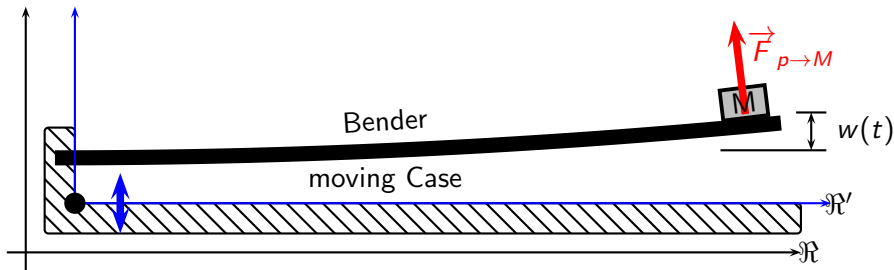 F p→M
M
Bender
w(t)
moving Case
ℜ′
ℜ